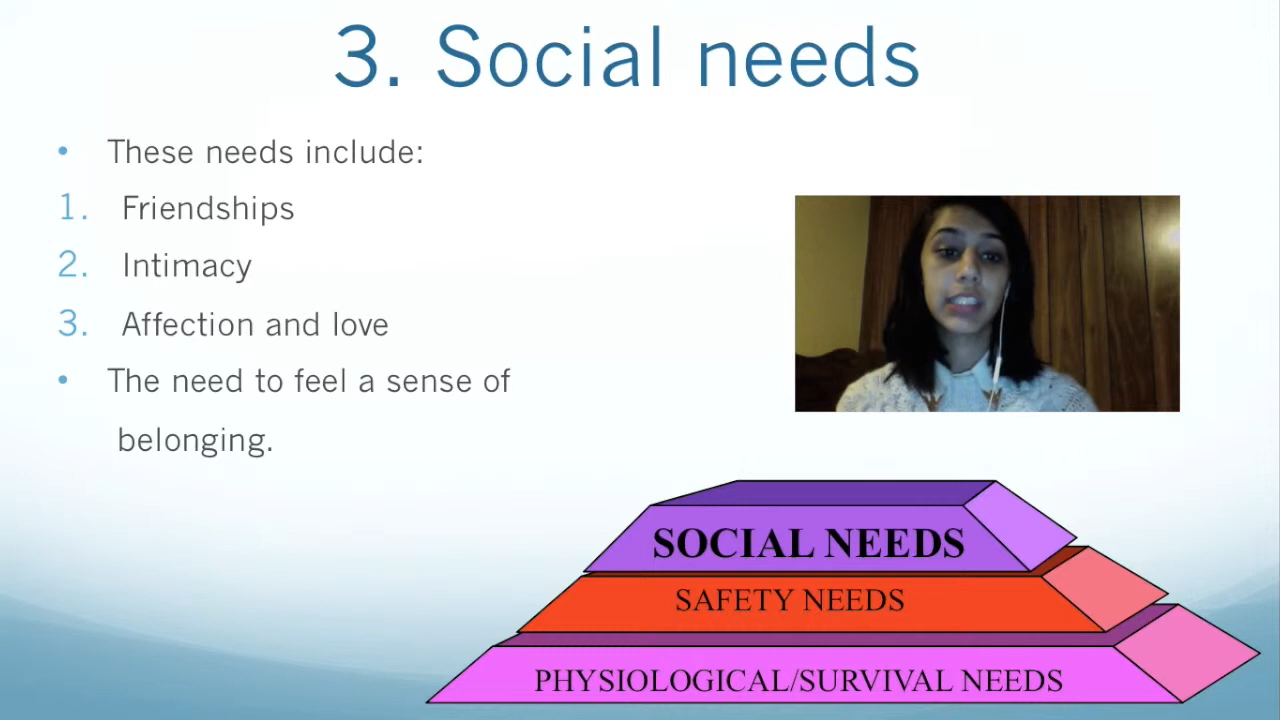 3. Social needs
• These needs include:
1. Friendships
2. Intimacy
3. Affection and love
• The need to feel a sense of
belonging.
SOCIAL NEEDS
SAFETY NEEDS
PHYSIOLOGICAL/SURVIVAL NEEDS